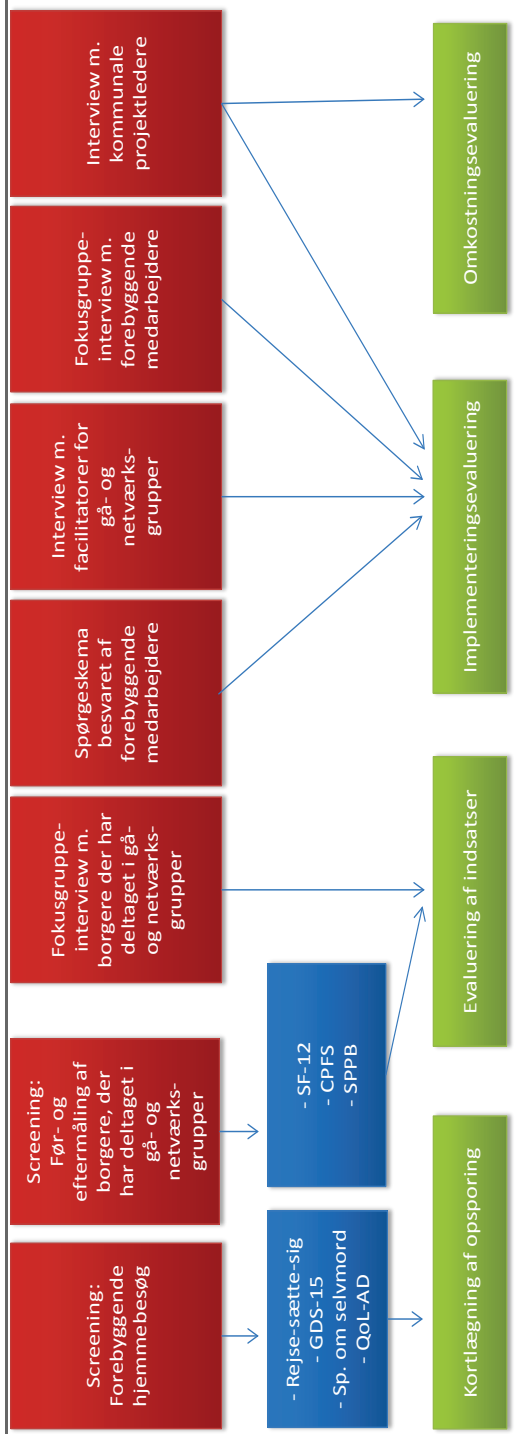 Screening:
Forebyggende
hjemmebesøg
Screening:
Før- og
eftermåling af
borgere, der
har deltaget i
gå- og
netværks-
grupper
Fokusgruppe-
interview m.
borgere der har
deltaget i gå-
og netværks-
grupper
Spørgeskema
besvaret af
forebyggende
medarbejdere
Interview m.
facilitatorer for
gå- og
netværks-
grupper
Fokusgruppe-
interview m.
forebyggende
medarbejdere
Interview m.
kommunale
projektledere
- Rejse-sætte-sig
- GDS-15
- Sp. om selvmord
- QoL-AD
- SF-12
- CPFS
- SPPB
Kortlægning af opsporing
Evaluering af indsatser
Implementeringsevaluering
Omkostningsevaluering